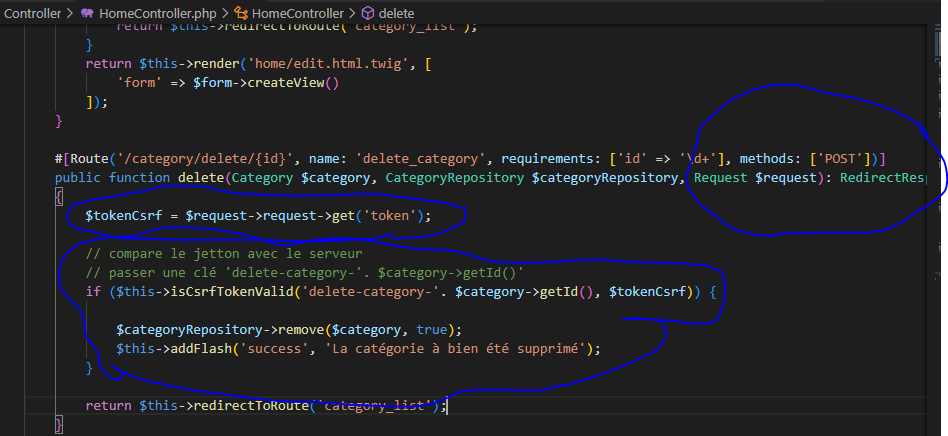 Controller > HomeController.php > HomeController > delete
return $this->redirectToRoute('category_list');
}
return $this->render('home/edit.html.twig', [
'form' => $form->createView()
]);
}
#[Route('/category/delete/{id}', name: 'delete_category', requirements: ['id' => '\d+'], methods: ['POST'])]
public function delete(Category $category, CategoryRepository $categoryRepository, Request $request): RedirectResp
{
$tokenCsrf = $request->request->get('token');
// compare le jetton avec le serveur
// passer une clé 'delete-category-'. $category->getId()'
if ($this->isCsrfTokenValid('delete-category-'. $category->getId(), $tokenCsrf)) {
$categoryRepository->remove($category, true);
$this->addFlash('success', 'La catégorie à bien été supprimé');
}
return $this->redirectToRoute('category_list');
}